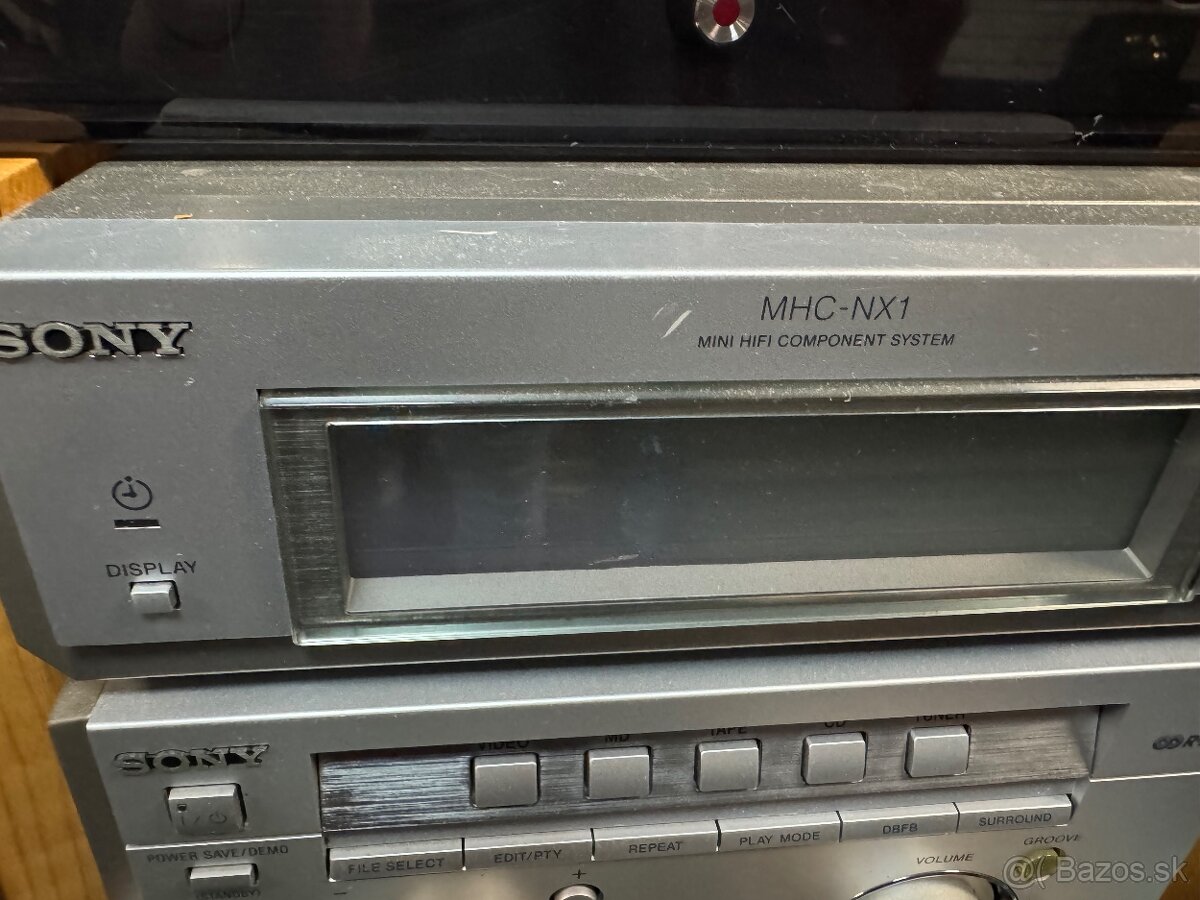 MHC-NX1
MINI HIFI COMPONENT SYSTEM
SONY
DISPLAY
VIDEO MD TAPE CD TUNER
SONY
I/⏻
FILE SELECT EDIT/PTY REPEAT PLAY MODE DBFB SURROUND
POWER SAVE/DEMO
(STANDBY)
− +
VOLUME
GROOVE
Bazos.sk